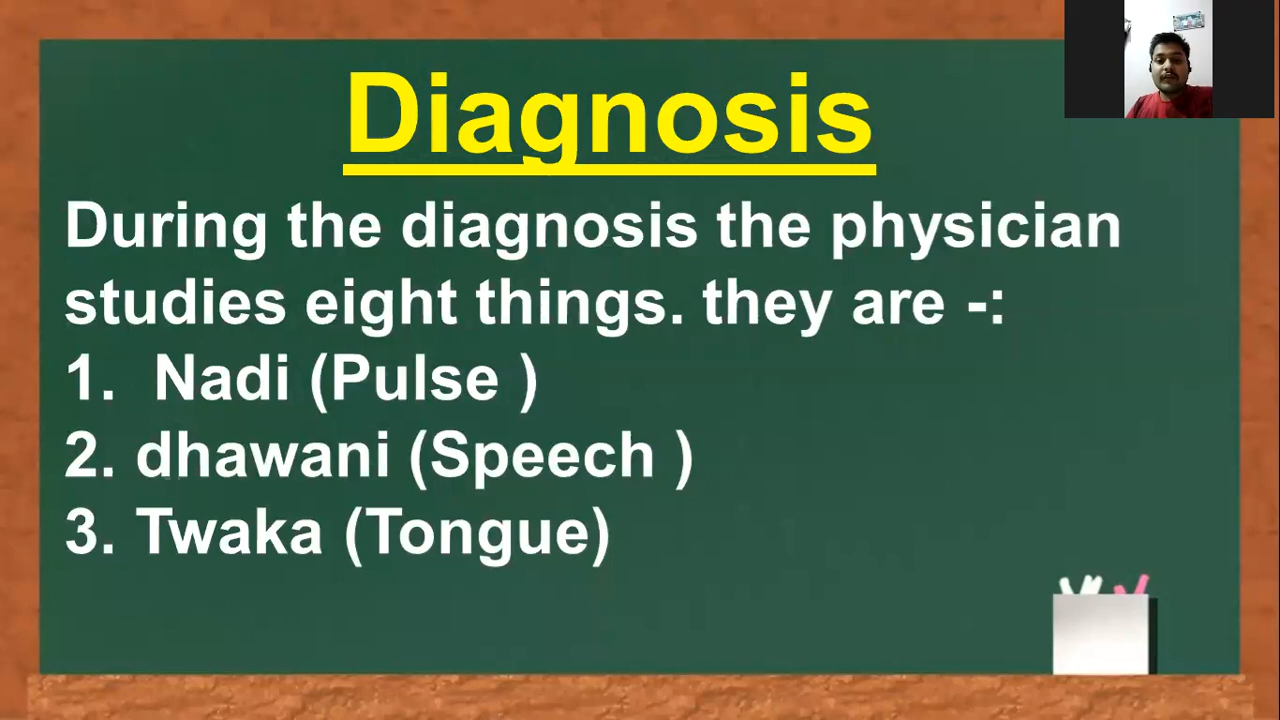 Diagnosis
During the diagnosis the physician
studies eight things. they are -:
1. Nadi (Pulse )
2. dhawani (Speech )
3. Twaka (Tongue)